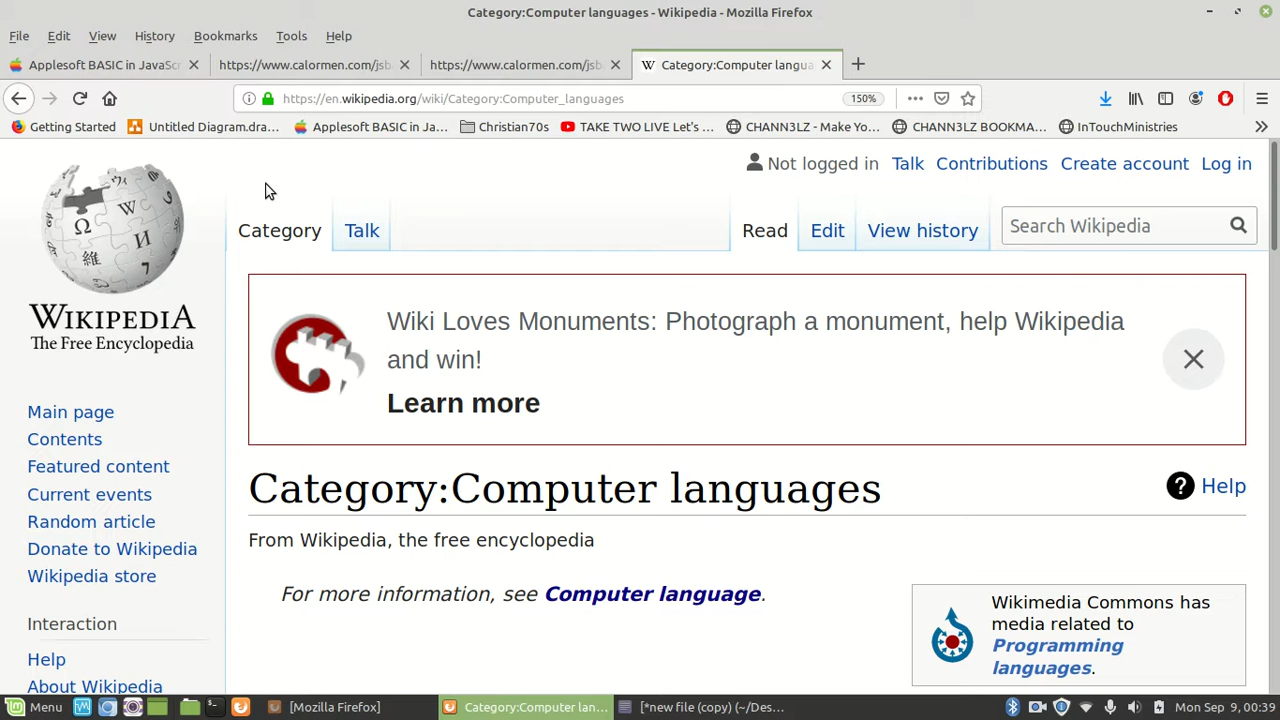 Category:Computer languages - Wikipedia - Mozilla Firefox
File Edit View History Bookmarks Tools Help
Applesoft BASIC in JavaScr
https://www.calormen.com/jsba
https://www.calormen.com/jsba
W Category:Computer langua
https://en.wikipedia.org/wiki/Category:Computer_languages
150%
Getting Started
Untitled Diagram.dra...
Applesoft BASIC in Ja...
Christian70s
TAKE TWO LIVE Let's ...
CHANN3LZ - Make Yo...
CHANN3LZ BOOKMA...
InTouchMinistries
Not logged in Talk Contributions Create account Log in
Category Talk
Read Edit View history
Search Wikipedia
WIKIPEDIA
The Free Encyclopedia
Wiki Loves Monuments: Photograph a monument, help Wikipedia
and win!
Learn more
Main page
Contents
Featured content
Current events
Random article
Donate to Wikipedia
Wikipedia store
Interaction
Help
About Wikipedia
Category:Computer languages
Help
From Wikipedia, the free encyclopedia
For more information, see Computer language.
Wikimedia Commons has
media related to
Programming
languages.
Menu
[Mozilla Firefox]
Category:Computer lan...
[*new file (copy) (~/Des...
Mon Sep 9, 00:39